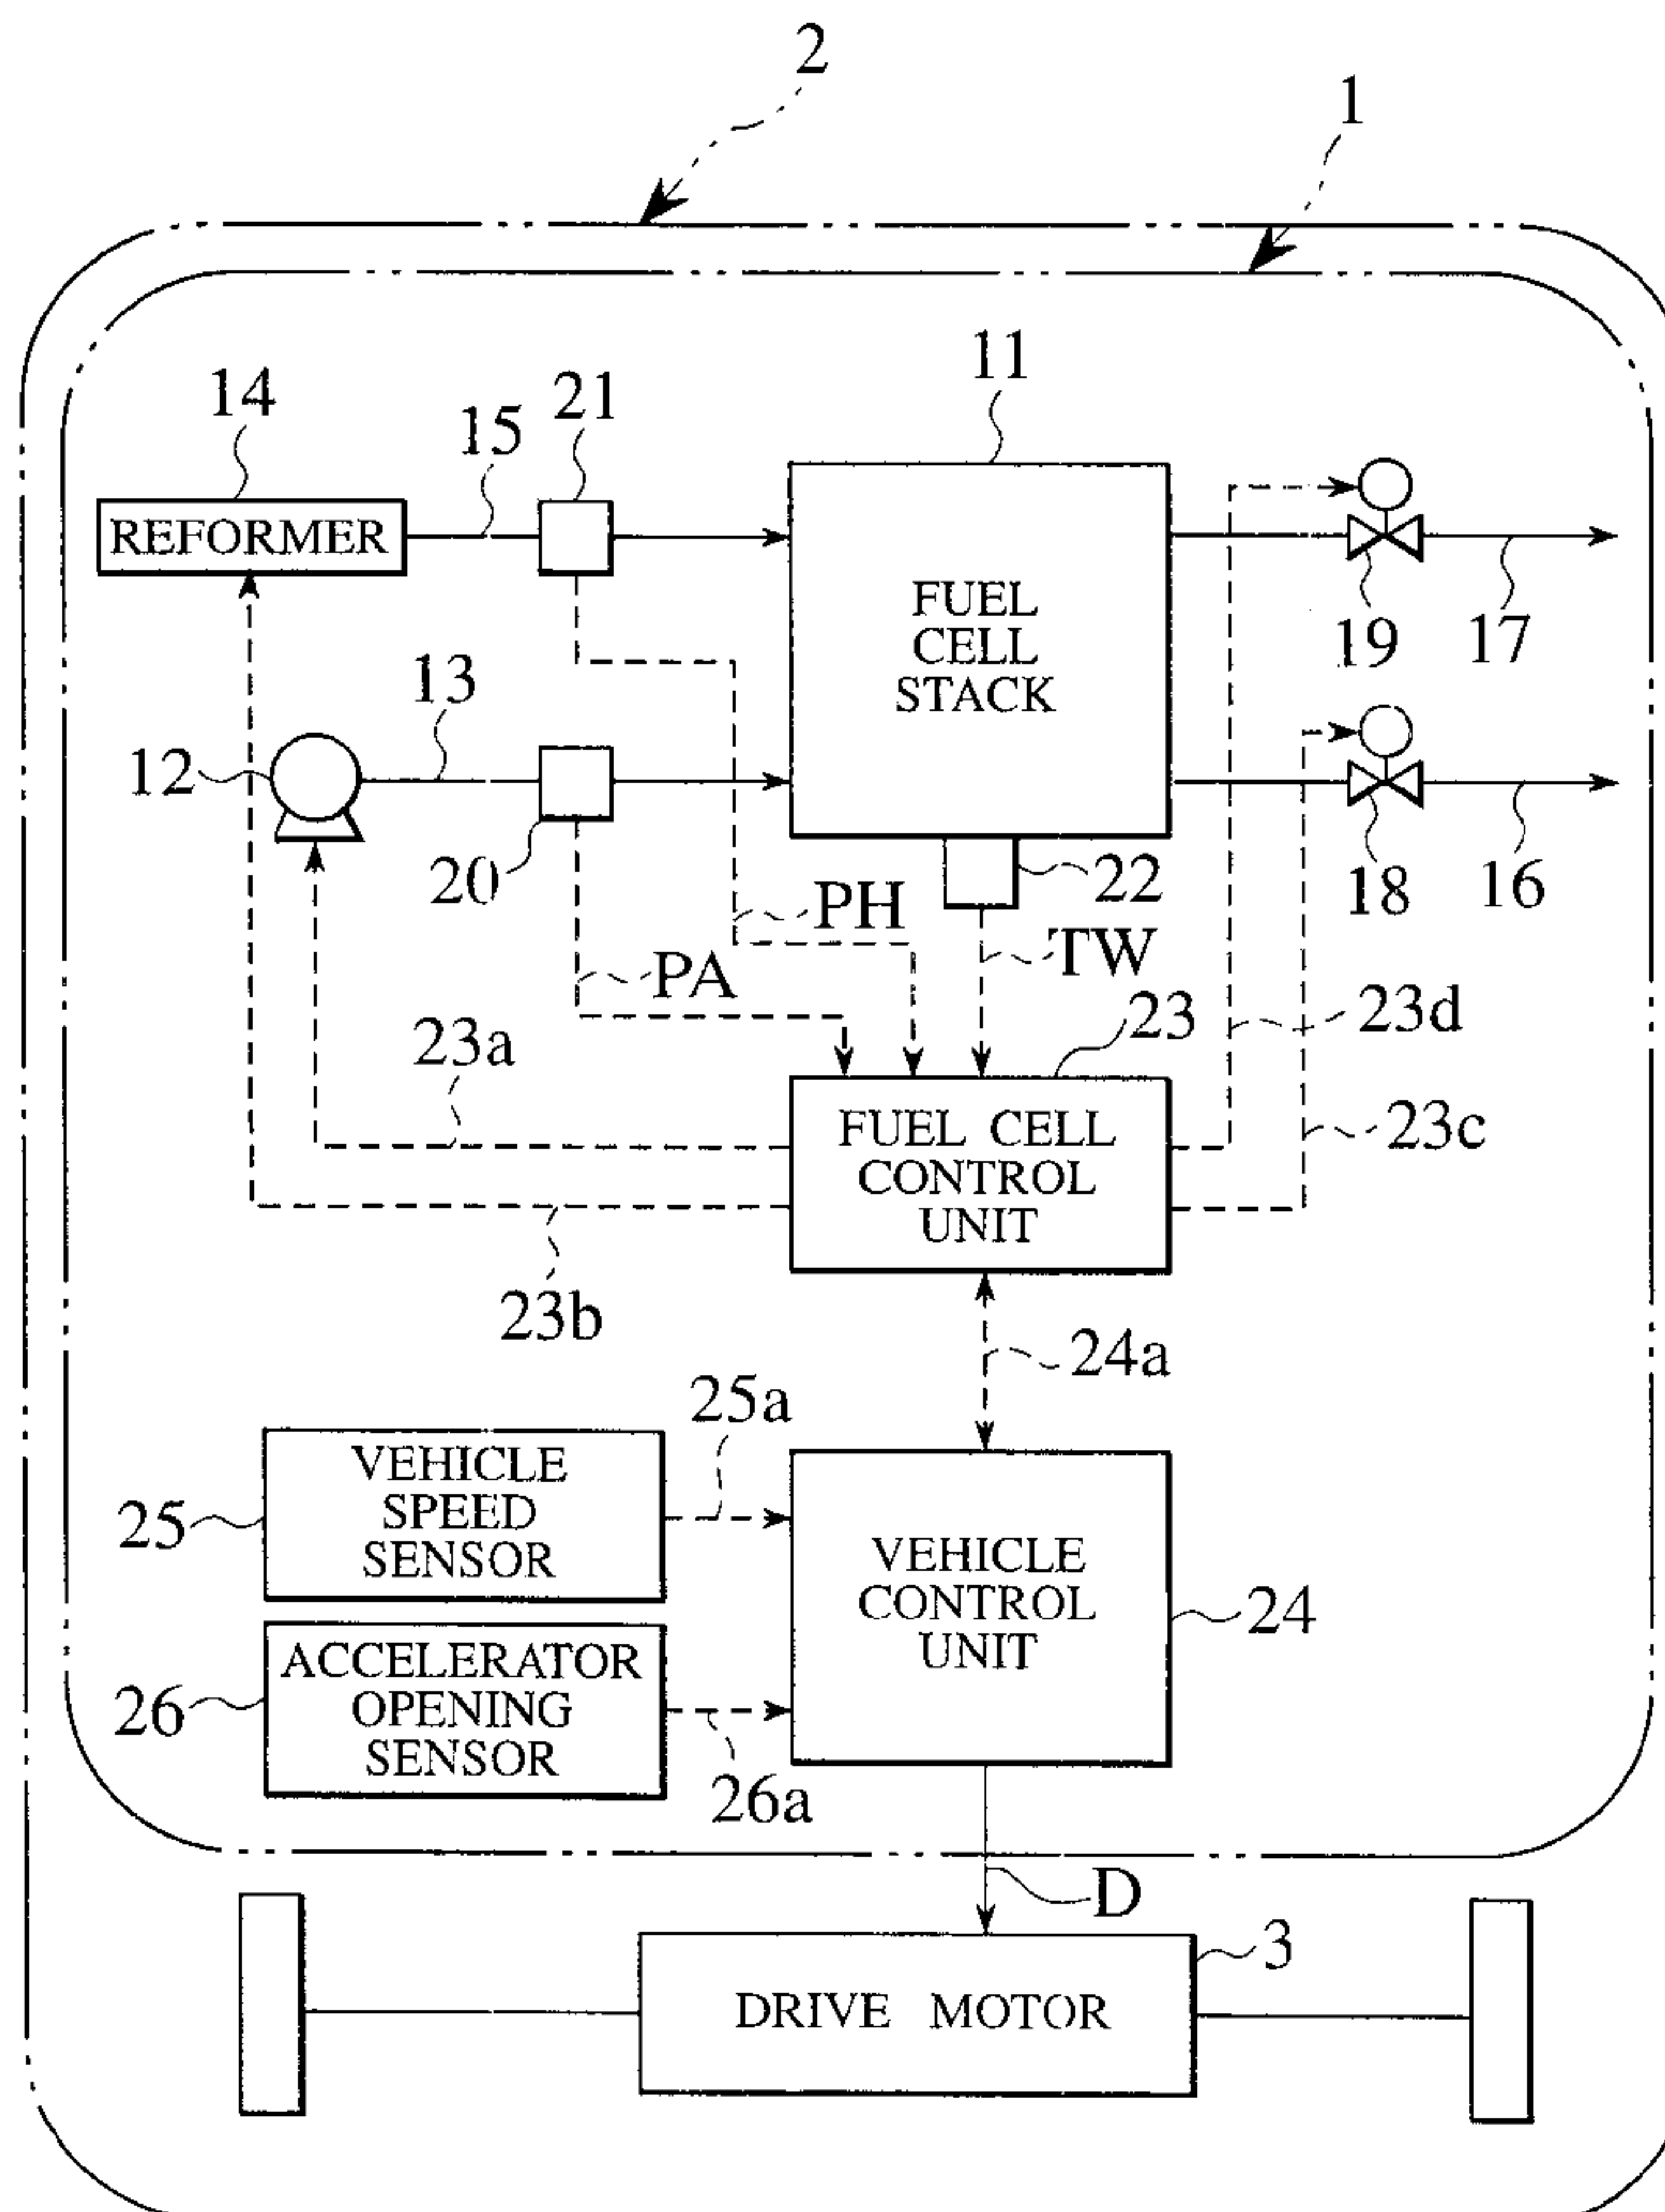 2
1
11
14
15
21
REFORMER
FUEL
CELL
STACK
19
17
13
12
20
22
18
16
PH
TW
PA
23
23d
23a
FUEL CELL
CONTROL
UNIT
23c
23b
24a
25a
VEHICLE
SPEED
SENSOR
25
VEHICLE
CONTROL
UNIT
24
ACCELERATOR
OPENING
SENSOR
26
26a
D
3
DRIVE MOTOR